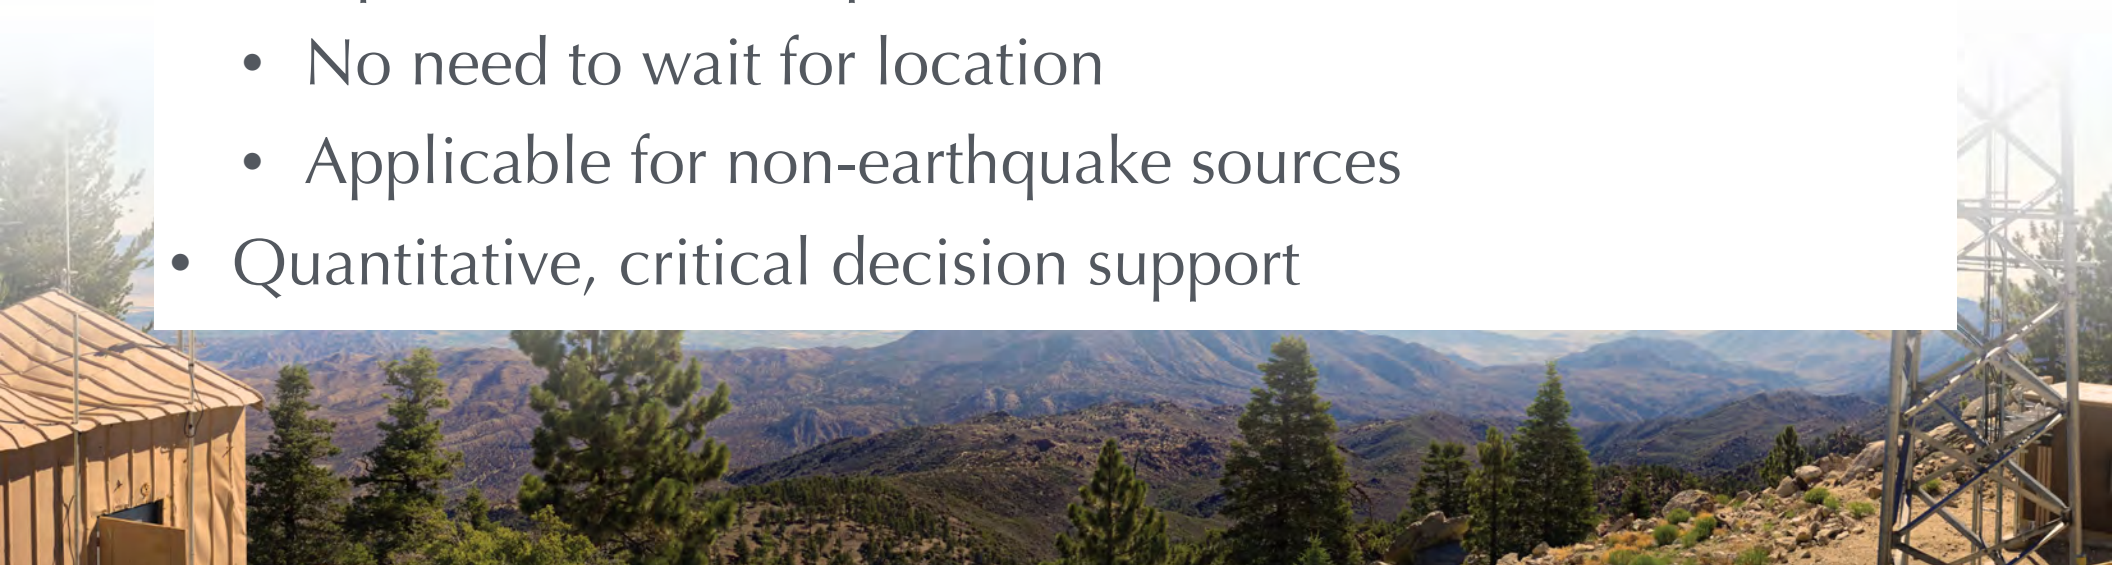 • No need to wait for location
• Applicable for non-earthquake sources
• Quantitative, critical decision support